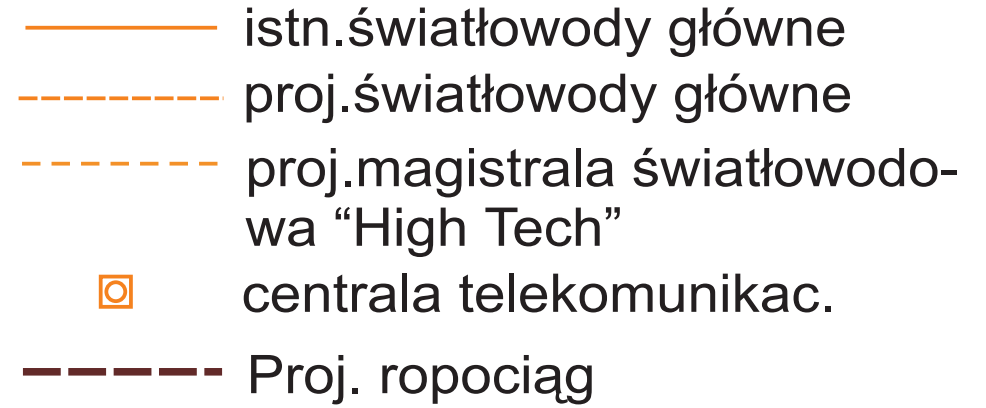 istn.światłowody główne
proj.światłowody główne
proj.magistrala światłowodo-
wa “High Tech”
centrala telekomunikac.
Proj. ropociąg